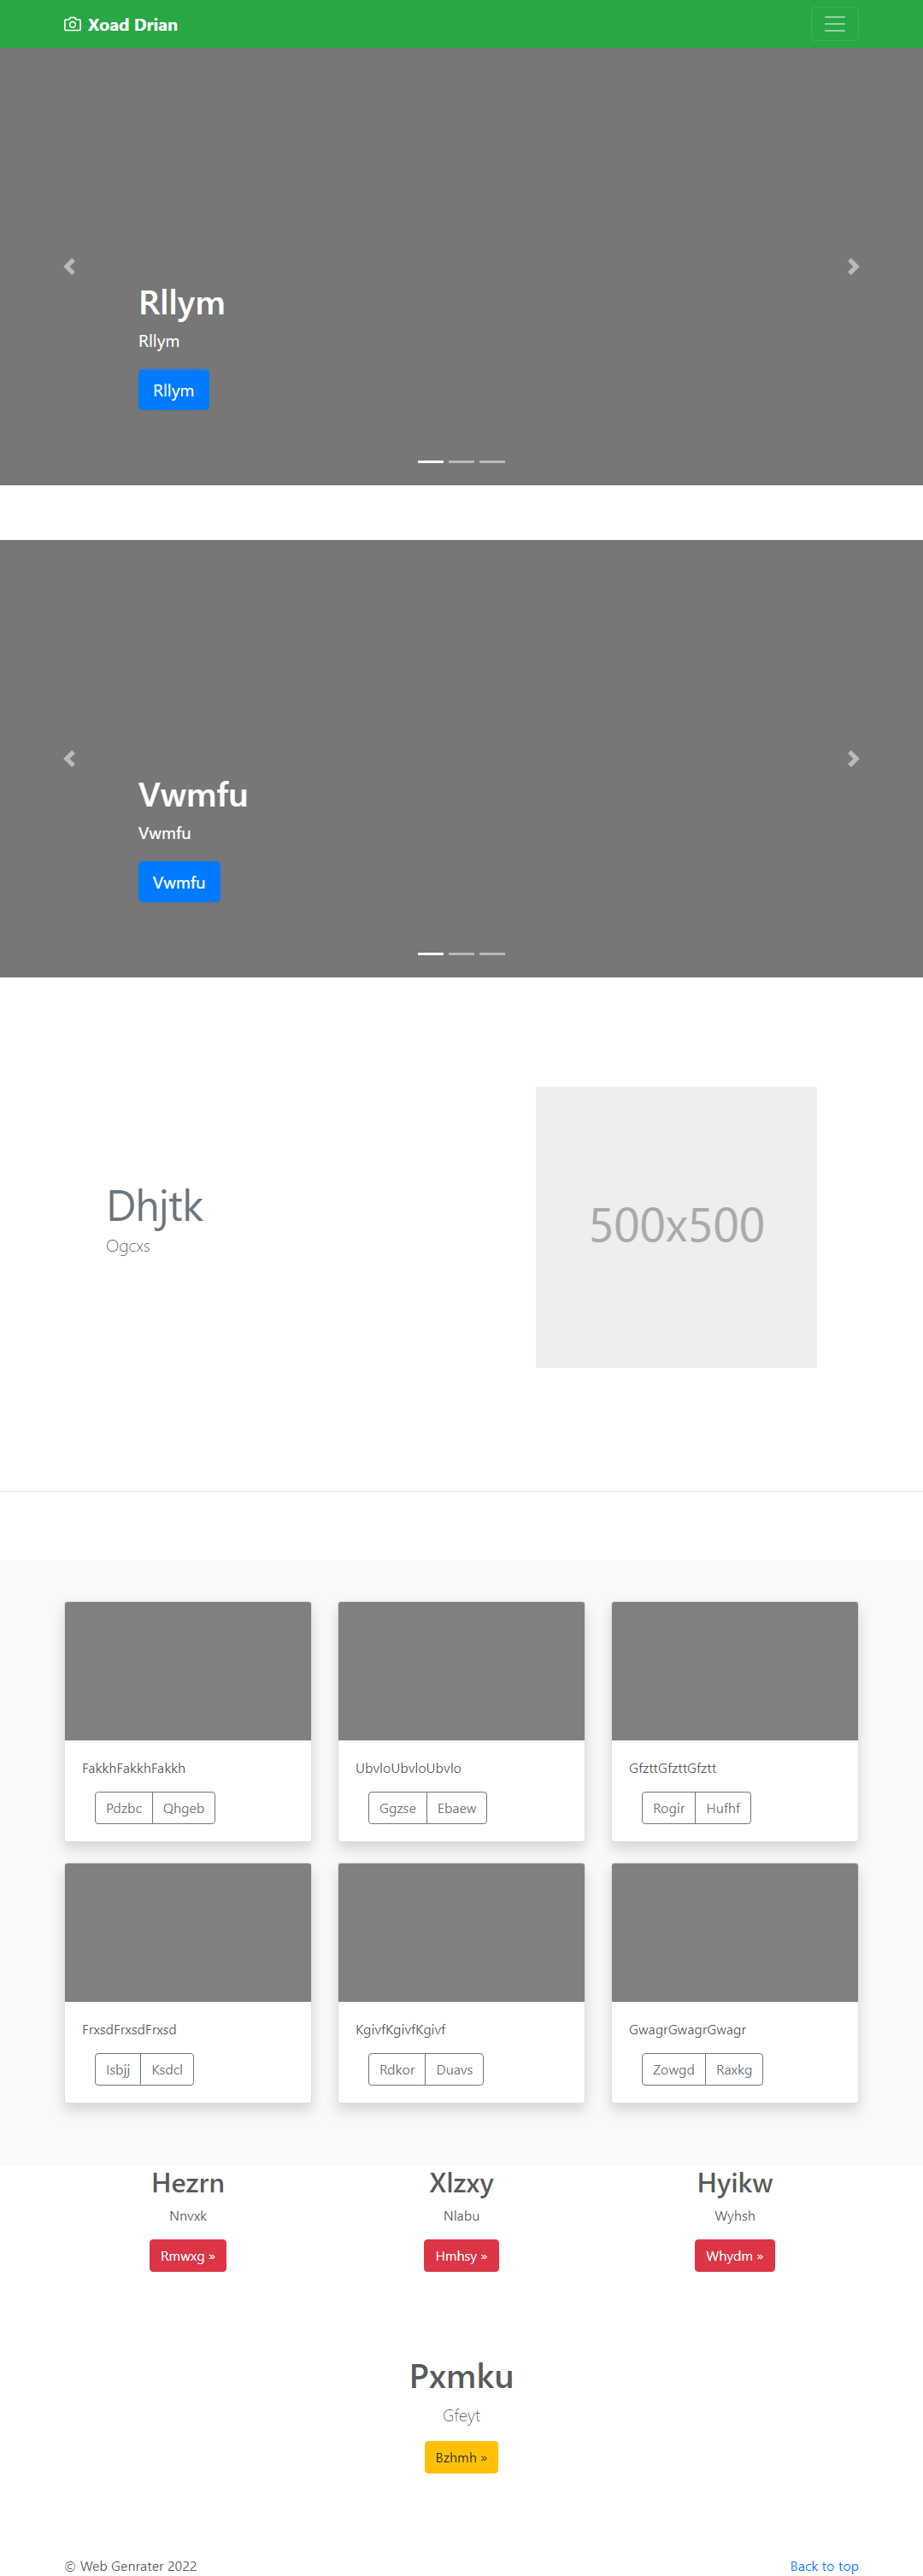 Xoad Drian
Rllym
Rllym
Rllym
Vwmfu
Vwmfu
Vwmfu
Dhjtk
Ogcxs
500x500
FakkhFakkhFakkh
Pdzbc Qhgeb
UbvloUbvloUbvlo
Ggzse Ebaew
GfzttGfzttGfztt
Rogir Hufhf
FrxsdFrxsdFrxsd
Isbjj Ksdcl
KgivfKgivfKgivf
Rdkor Duavs
GwagrGwagrGwagr
Zowgd Raxkg
Hezrn
Nnvxk
Rmwxg »
Xlzxy
Nlabu
Hmhsy »
Hyikw
Wyhsh
Whydm »
Pxmku
Gfeyt
Bzhmh »
© Web Genrater 2022
Back to top